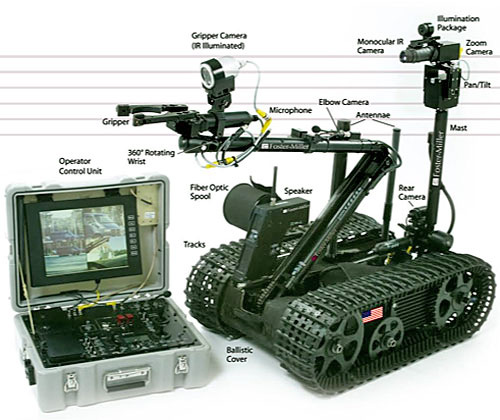 Illumination
Package
Gripper Camera
(IR Illuminated)
Monocular IR
Camera
Zoom
Camera
Pan/Tilt
Microphone
Elbow Camera
Antennae
Gripper
Mast
360° Rotating
Wrist
Foster-Miller
Foster-Miller
Operator
Control Unit
Fiber Optic
Spool
Speaker
Rear
Camera
Tracks
Ballistic
Cover